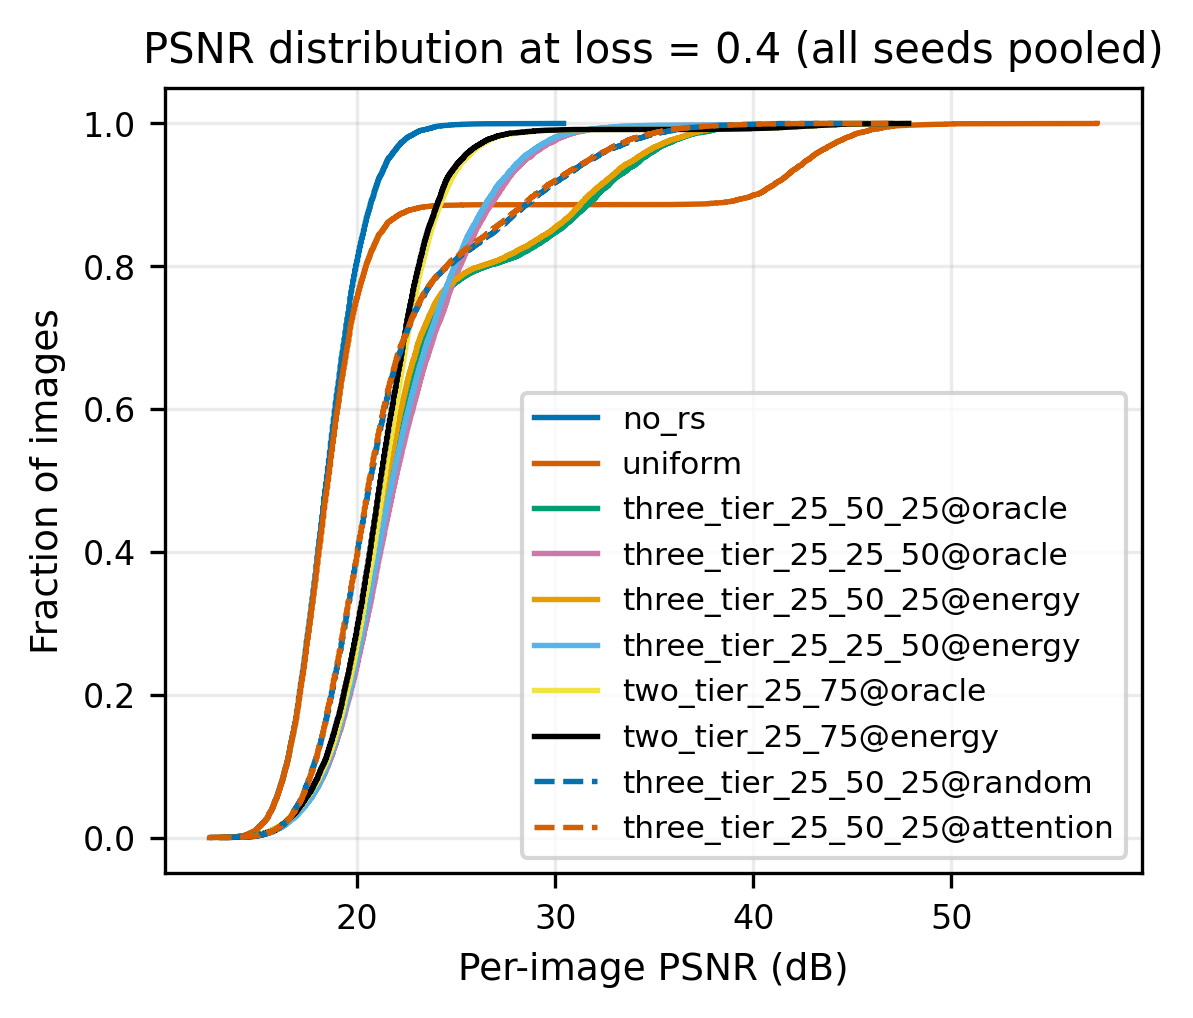 PSNR distribution at loss = 0.4 (all seeds pooled)
1.0
0.8
0.6
0.4
0.2
0.0
Fraction of images
no_rs
uniform
three_tier_25_50_25@oracle
three_tier_25_25_50@oracle
three_tier_25_50_25@energy
three_tier_25_25_50@energy
two_tier_25_75@oracle
two_tier_25_75@energy
three_tier_25_50_25@random
three_tier_25_50_25@attention
20 30 40 50
Per-image PSNR (dB)